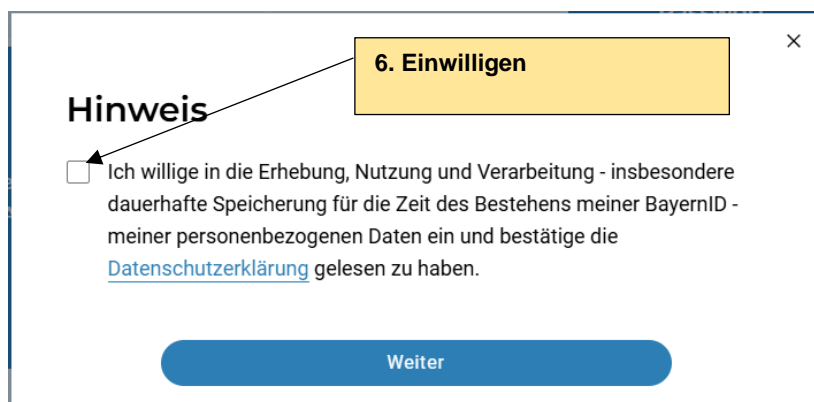 6. Einwilligen
Hinweis
Ich willige in die Erhebung, Nutzung und Verarbeitung - insbesondere
dauerhafte Speicherung für die Zeit des Bestehens meiner BayernID -
meiner personenbezogenen Daten ein und bestätige die
Datenschutzerklärung gelesen zu haben.
Weiter